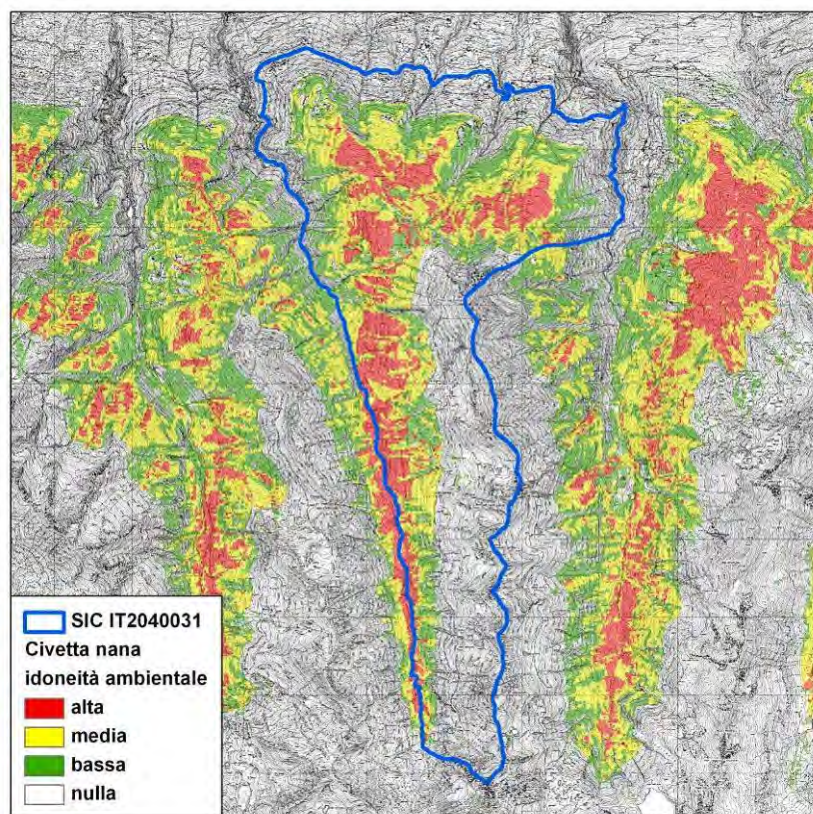 SIC IT2040031
Civetta nana
idoneità ambientale
alta
media
bassa
nulla